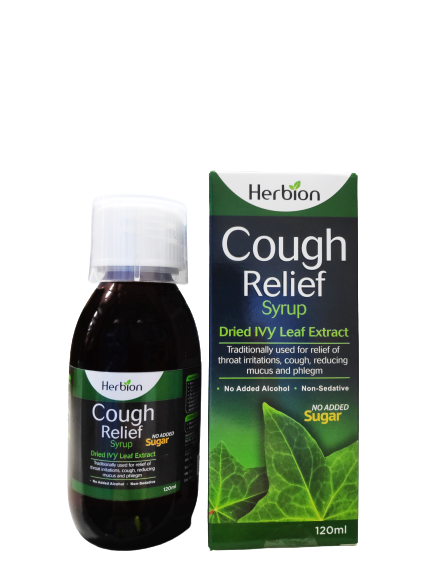 Herbion
Cough
Relief
Syrup
Dried IVY Leaf Extract
Traditionally used for relief of
throat irritations, cough, reducing
mucus and phlegm
• No Added Alcohol • Non-Sedative
NO ADDED
Sugar
120ml
Herbion
Cough
Relief
Syrup
NO ADDED
Sugar
Dried IVY Leaf Extract
Traditionally used for relief of
throat irritations, cough, reducing
mucus and phlegm
• No Added Alcohol • Non-Sedative
120ml